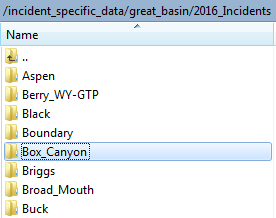 /incident_specific_data/great_basin/2016_Incidents
Name
..
Aspen
Berry_WY-GTP
Black
Boundary
Box_Canyon
Briggs
Broad_Mouth
Buck